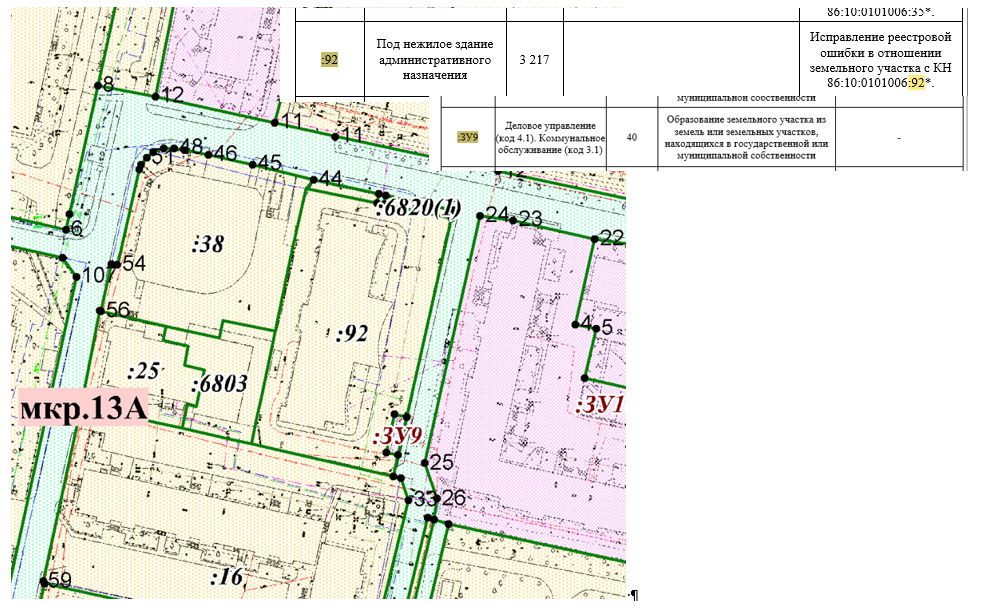 86:10:0101006:35*.
:92
Под нежилое здание
административного
назначения
3 217
Исправление реестровой
ошибки в отношении
земельного участка с КН
86:10:0101006:92*.
муниципальной собственности
:ЗУ9
Деловое управление
(код 4.1). Коммунальное
обслуживание (код 3.1)
40
Образование земельного участка из
земель или земельных участков,
находящихся в государственной или
муниципальной собственности
-
8
12
11
11
12
51
48
46
45
44
:6820(1)
24
23
22
6
:38
54
107
56
:92
4
5
:25
:6803
мкр.13А
:ЗУ1
:ЗУ9
25
33
26
:16
59
¶